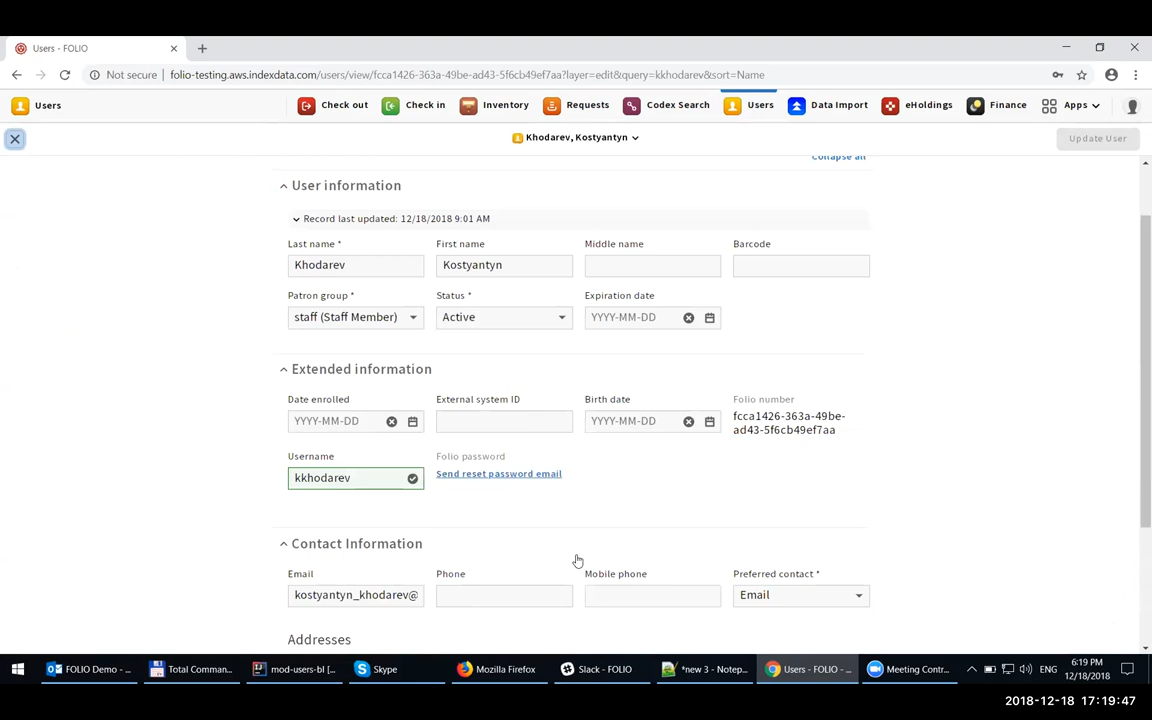 Users - FOLIO
Not secure | folio-testing.aws.indexdata.com/users/view/fcca1426-363a-49be-ad43-5f6cb49ef7aa?layer=edit&query=kkhodarev&sort=Name
Users Check out Check in Inventory Requests Codex Search Users Data Import eHoldings Finance Apps
Khodarev, Kostyantyn Update User
Collapse all
User information
Record last updated: 12/18/2018 9:01 AM
Last name * First name Middle name Barcode
Khodarev Kostyantyn
Patron group * Status * Expiration date
staff (Staff Member) Active YYYY-MM-DD
Extended information
Date enrolled External system ID Birth date Folio number
YYYY-MM-DD YYYY-MM-DD fcca1426-363a-49be-
ad43-5f6cb49ef7aa
Username Folio password
kkhodarev Send reset password email
Contact Information
Email Phone Mobile phone Preferred contact *
kostyantyn_khodarev@ Email
Addresses
FOLIO Demo - ... Total Comman... mod-users-bl [... Skype Mozilla Firefox Slack - FOLIO *new 3 - Notep... Users - FOLIO - ... Meeting Contr... ENG 6:19 PM
12/18/2018
2018-12-18 17:19:47